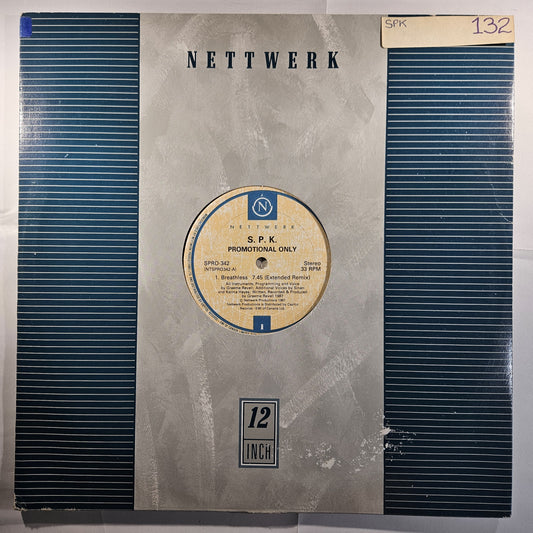 SPK 132
NETTWERK
N
NETTWERK
S. P. K.
PROMOTIONAL ONLY
SPRO-342 Stereo
[NTSPRO342-A] 33 RPM
1. Breathless 7.45 (Extended Remix)
All Instruments, Programming and Voice
by Graeme Revell, Additional Voices by Sinan
and Karina Hayes, Written, Recorded & Produced
by Graeme Revell 1987
Nettwerk Productions 1987
Nettwerk Productions is Distributed by Capitol
Records - EMI of Canada Ltd.
12
INCH